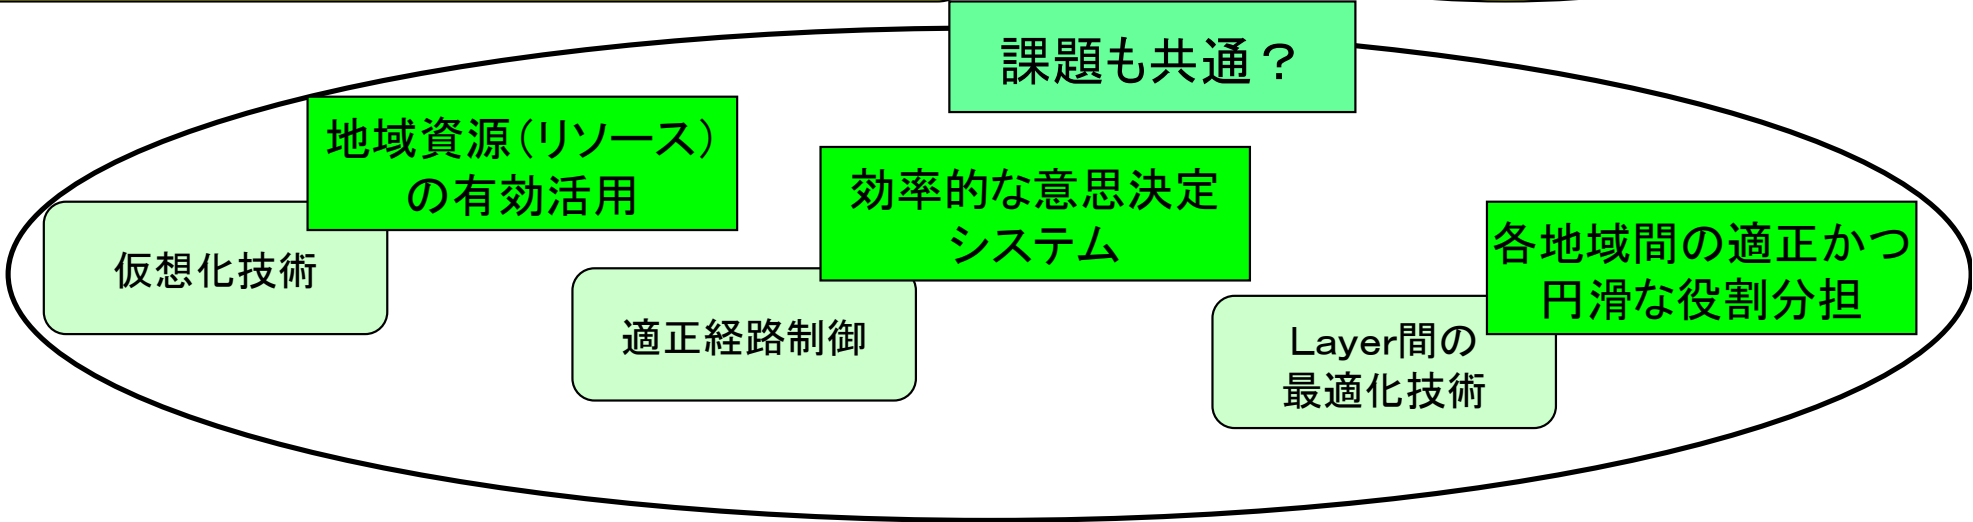 課題も共通？
地域資源（リソース）
の有効活用
仮想化技術
効率的な意思決定
システム
適正経路制御
各地域間の適正かつ
円滑な役割分担
Layer間の
最適化技術